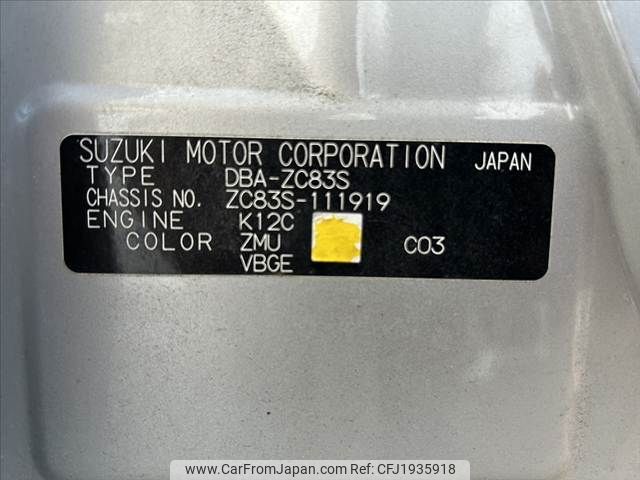 SUZUKI MOTOR CORPORATION JAPAN
TYPE DBA-ZC83S
CHASSIS NO. ZC83S-111919
ENGINE K12C
COLOR ZMU C03
VBGE
www.CarFromJapan.com - Ref: CFJ1935918